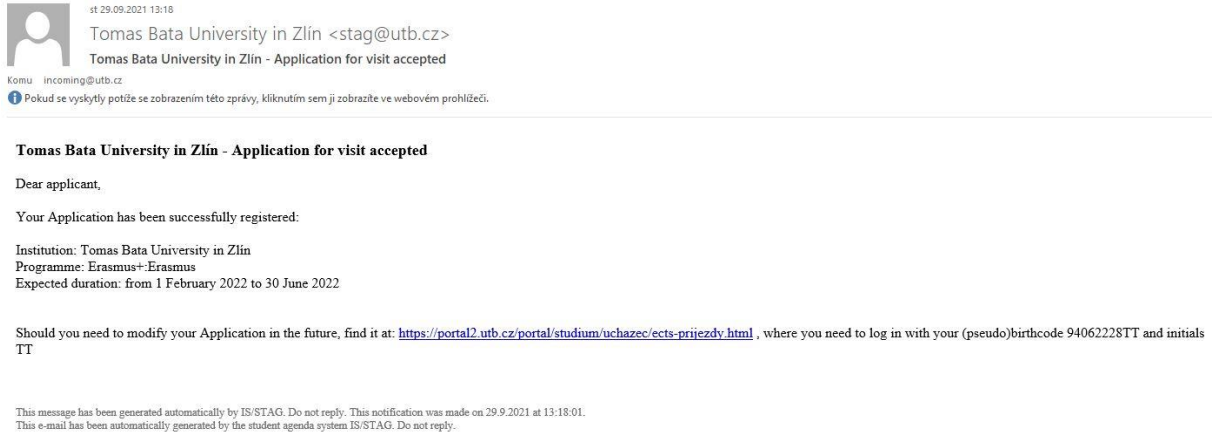 st 29.09.2021 13:18
Tomas Bata University in Zlín <stag@utb.cz>
Tomas Bata University in Zlín - Application for visit accepted
Komu incoming@utb.cz
Pokud se vyskytly potíže se zobrazením této zprávy, kliknutím sem ji zobrazíte ve webovém prohlížeči.
Tomas Bata University in Zlín - Application for visit accepted
Dear applicant,
Your Application has been successfully registered:
Institution: Tomas Bata University in Zlín
Programme: Erasmus+:Erasmus
Expected duration: from 1 February 2022 to 30 June 2022
Should you need to modify your Application in the future, find it at: https://portal2.utb.cz/portal/studium/uchazec/ects-prijezdy.html , where you need to log in with your (pseudo)birthcode 94062228TT and initials
TT
This message has been generated automatically by IS/STAG. Do not reply. This notification was made on 29.9.2021 at 13:18:01.
This e-mail has been automatically generated by the student agenda system IS/STAG. Do not reply.